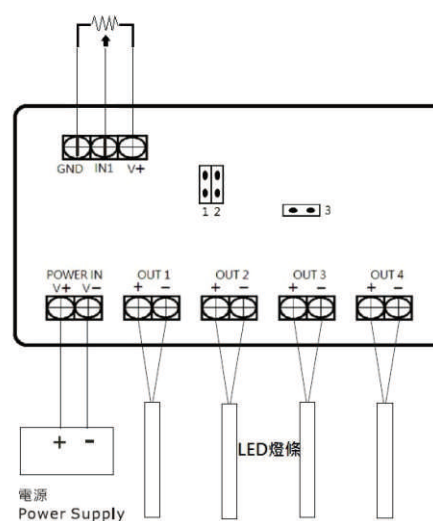 GND IN1 V+
1 2
3
POWER IN OUT 1 OUT 2 OUT 3 OUT 4
V+ V- + - + - + - + -
LED燈條
+ -
電源
Power Supply